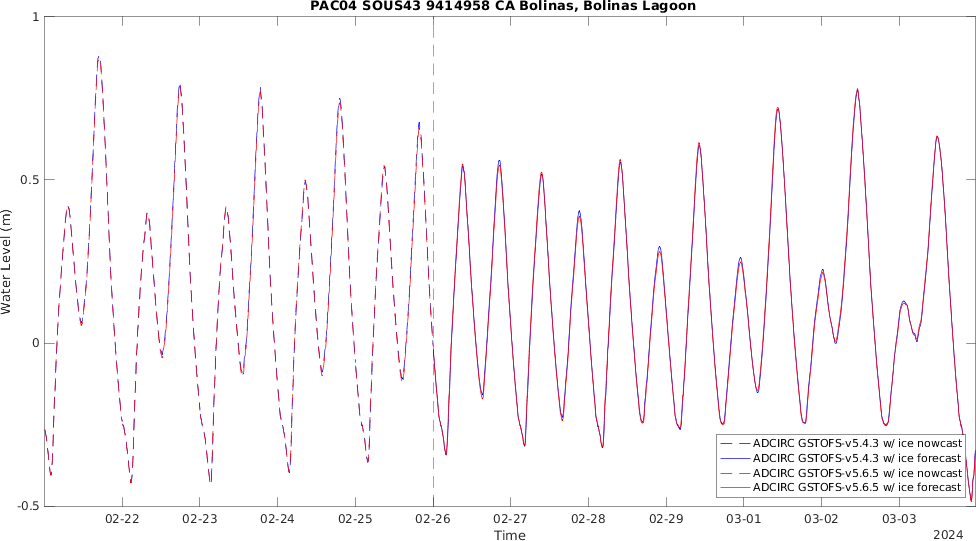 PAC04 SOUS43 9414958 CA Bolinas, Bolinas Lagoon
1
0.5
0
-0.5
Water Level (m)
ADCIRC GSTOFS-v5.4.3 w/ ice nowcast
ADCIRC GSTOFS-v5.4.3 w/ ice forecast
ADCIRC GSTOFS-v5.6.5 w/ ice nowcast
ADCIRC GSTOFS-v5.6.5 w/ ice forecast
02-22 02-23 02-24 02-25 02-26 02-27 02-28 02-29 03-01 03-02 03-03
Time
2024